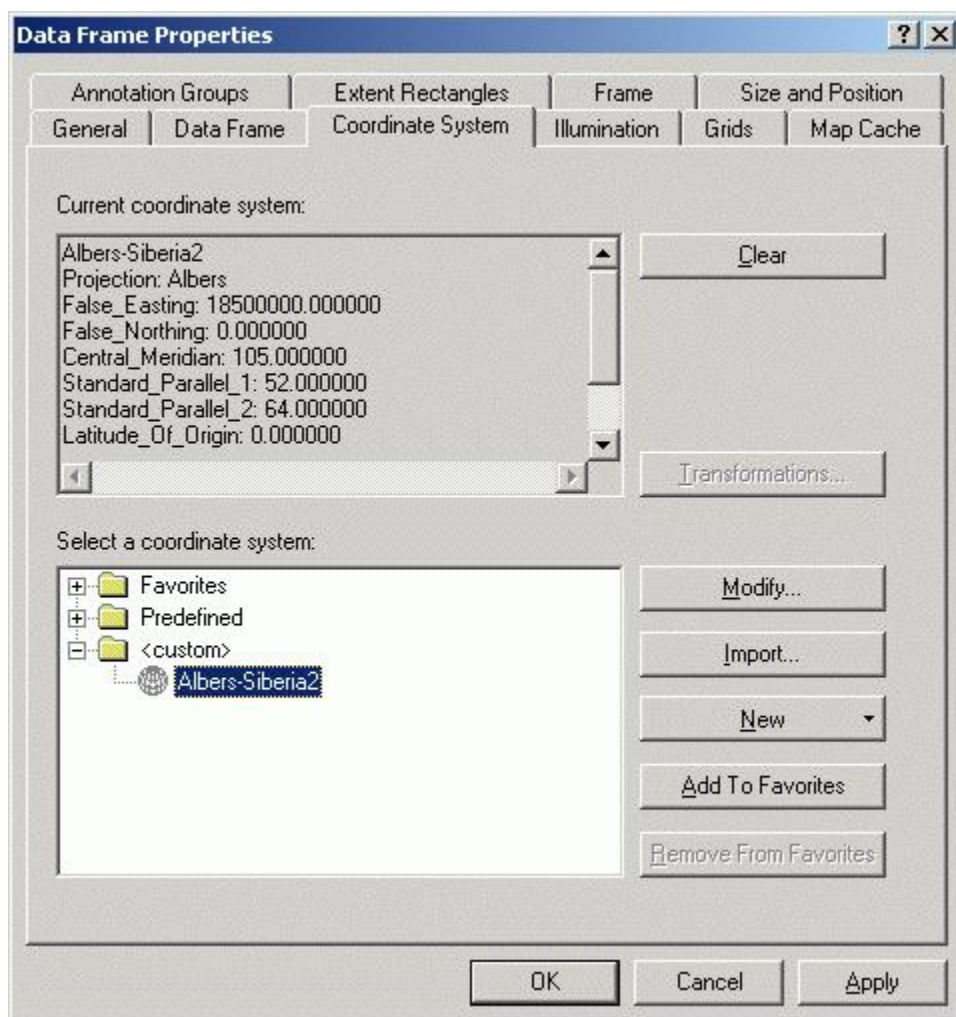 Data Frame Properties
?
Annotation Groups Extent Rectangles Frame Size and Position
General Data Frame Coordinate System Illumination Grids Map Cache
Current coordinate system:
Albers-Siberia2
Projection: Albers
False_Easting: 18500000.000000
False_Northing: 0.000000
Central_Meridian: 105.000000
Standard_Parallel_1: 52.000000
Standard_Parallel_2: 64.000000
Latitude_Of_Origin: 0.000000
Clear
Transformations...
Select a coordinate system:
Favorites
Predefined
<custom>
Albers-Siberia2
Modify...
Import...
New
Add To Favorites
Remove From Favorites
OK Cancel Apply